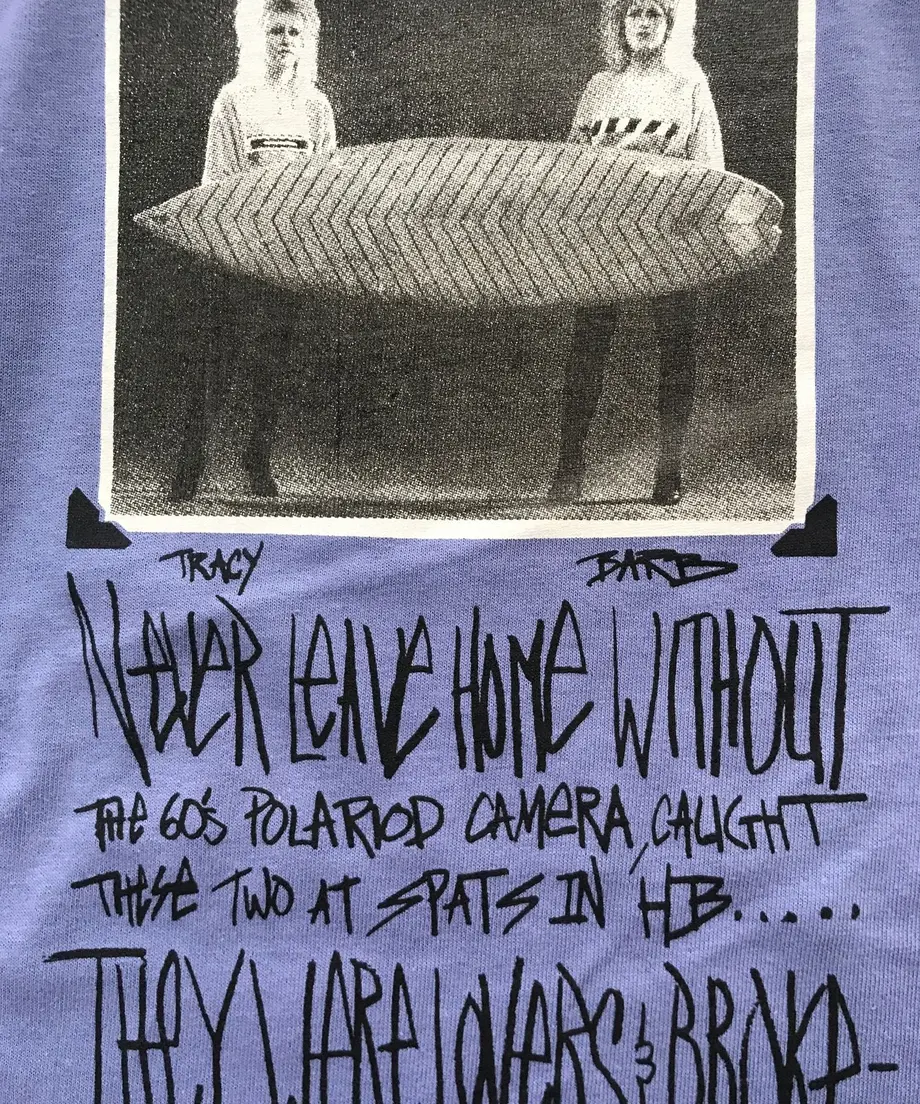 TRACY BARB
NEVER LEAVE HOME WITHOUT
THE 60's POLARIOD CAMERA, CAUGHT
THESE TWO AT SPATS IN HB.....
THEY WERE LOVERS &